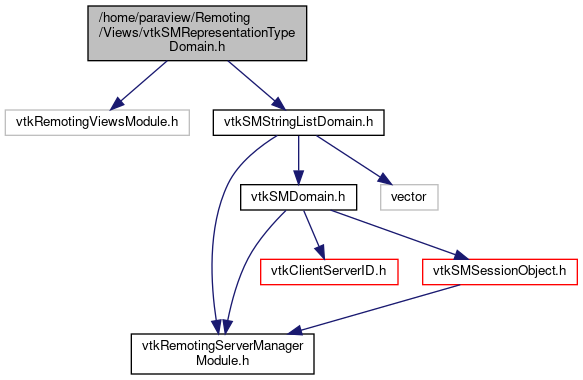 /home/paraview/Remoting
/Views/vtkSMRepresentationType
Domain.h
vtkRemotingViewsModule.h
vtkSMStringListDomain.h
vtkSMDomain.h
vector
vtkClientServerID.h
vtkSMSessionObject.h
vtkRemotingServerManager
Module.h